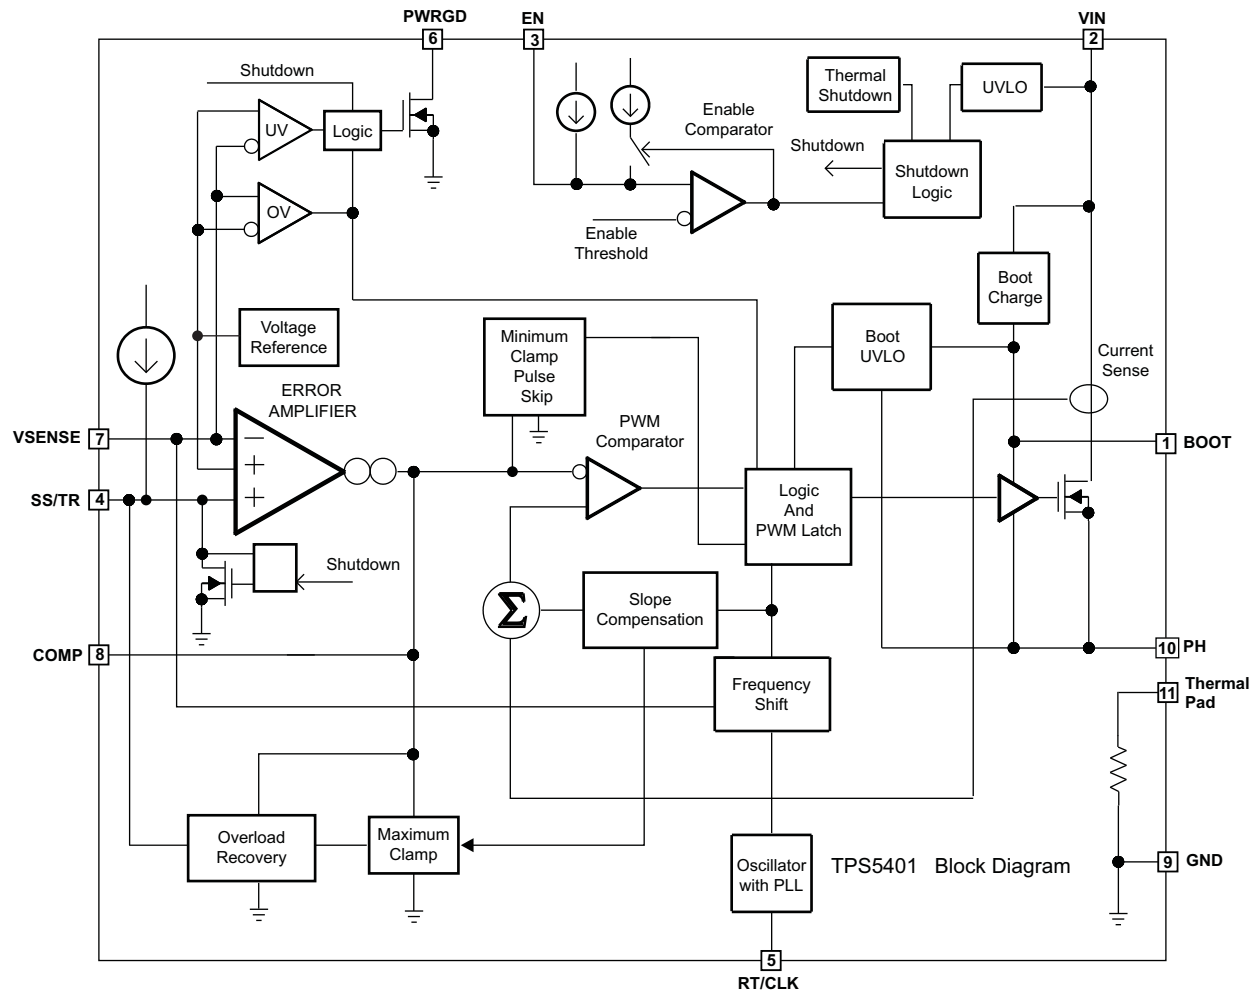 PWRGD
EN
VIN
6
3
2
Shutdown
Thermal
Shutdown
UVLO
UV
Logic
Enable
Comparator
Shutdown
Shutdown
Logic
OV
Enable
Threshold
Boot
Charge
Voltage
Reference
Minimum
Clamp
Pulse
Skip
Boot
UVLO
Current
Sense
ERROR
AMPLIFIER
PWM
Comparator
VSENSE 7
−
+
+
1 BOOT
SS/TR 4
Logic
And
PWM Latch
Shutdown
Σ
Slope
Compensation
COMP 8
10 PH
11 Thermal
Pad
Frequency
Shift
Overload
Recovery
Maximum
Clamp
Oscillator
with PLL
TPS5401 Block Diagram
9 GND
5
RT/CLK